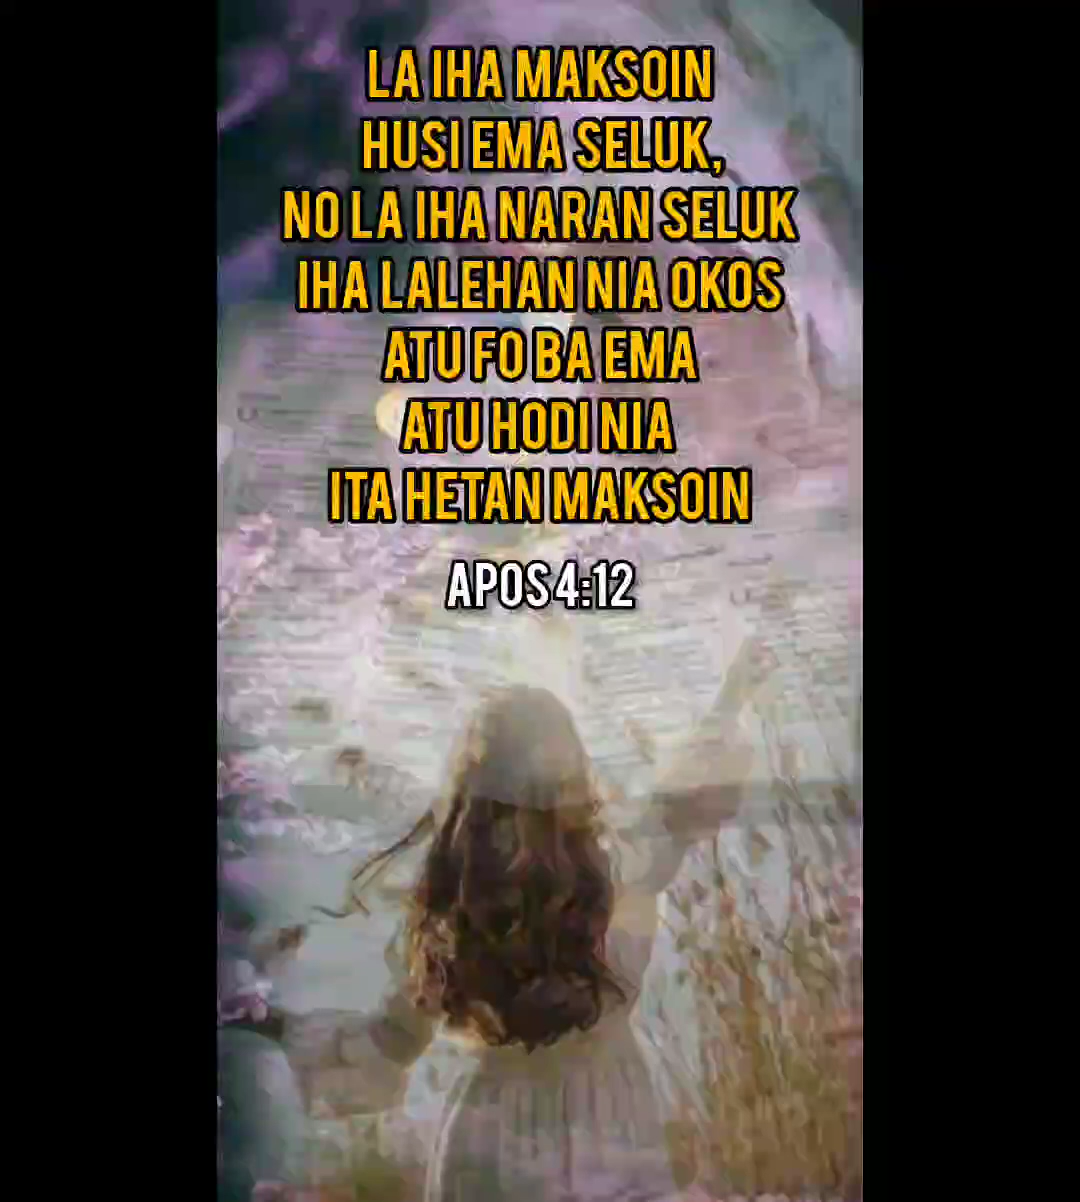 LA IHA MAKSOIN
HUSI EMA SELUK,
NO LA IHA NARAN SELUK
IHA LALEHAN NIA OKOS
ATU FO BA EMA
ATU HODI NIA
ITA HETAN MAKSOIN
APOS 4:12